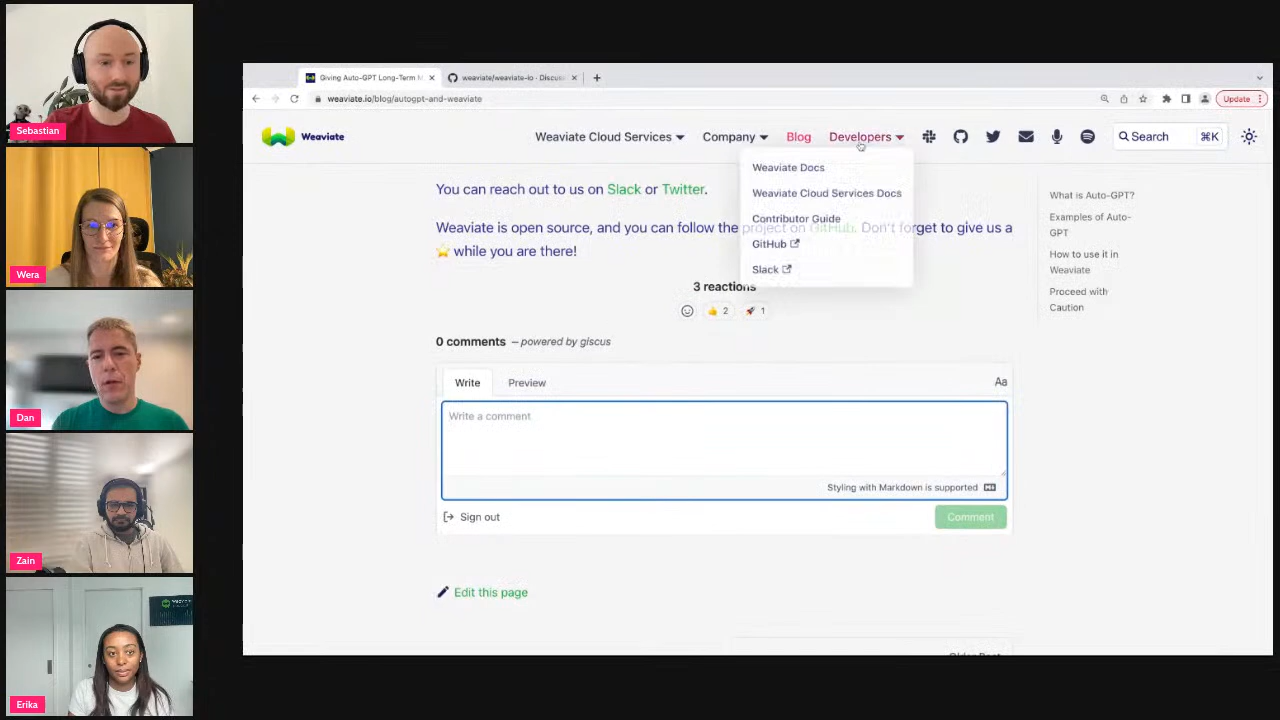 Sebastian
Wera
Dan
Zain
Erika
Giving Auto-GPT Long-Term M
weaviate/weaviate-io · Discus
weaviate.io/blog/autogpt-and-weaviate
Update
Weaviate
Weaviate Cloud Services
Company
Blog
Developers
Search
⌘K
Weaviate Docs
Weaviate Cloud Services Docs
Contributor Guide
GitHub
Slack
You can reach out to us on Slack or Twitter.
Weaviate is open source, and you can follow the project on GitHub. Don't forget to give us a
⭐ while you are there!
3 reactions
👍 2
🚀 1
0 comments – powered by giscus
Write
Preview
Aa
Write a comment
Styling with Markdown is supported
Sign out
Comment
Edit this page
What is Auto-GPT?
Examples of Auto-
GPT
How to use it in
Weaviate
Proceed with
Caution